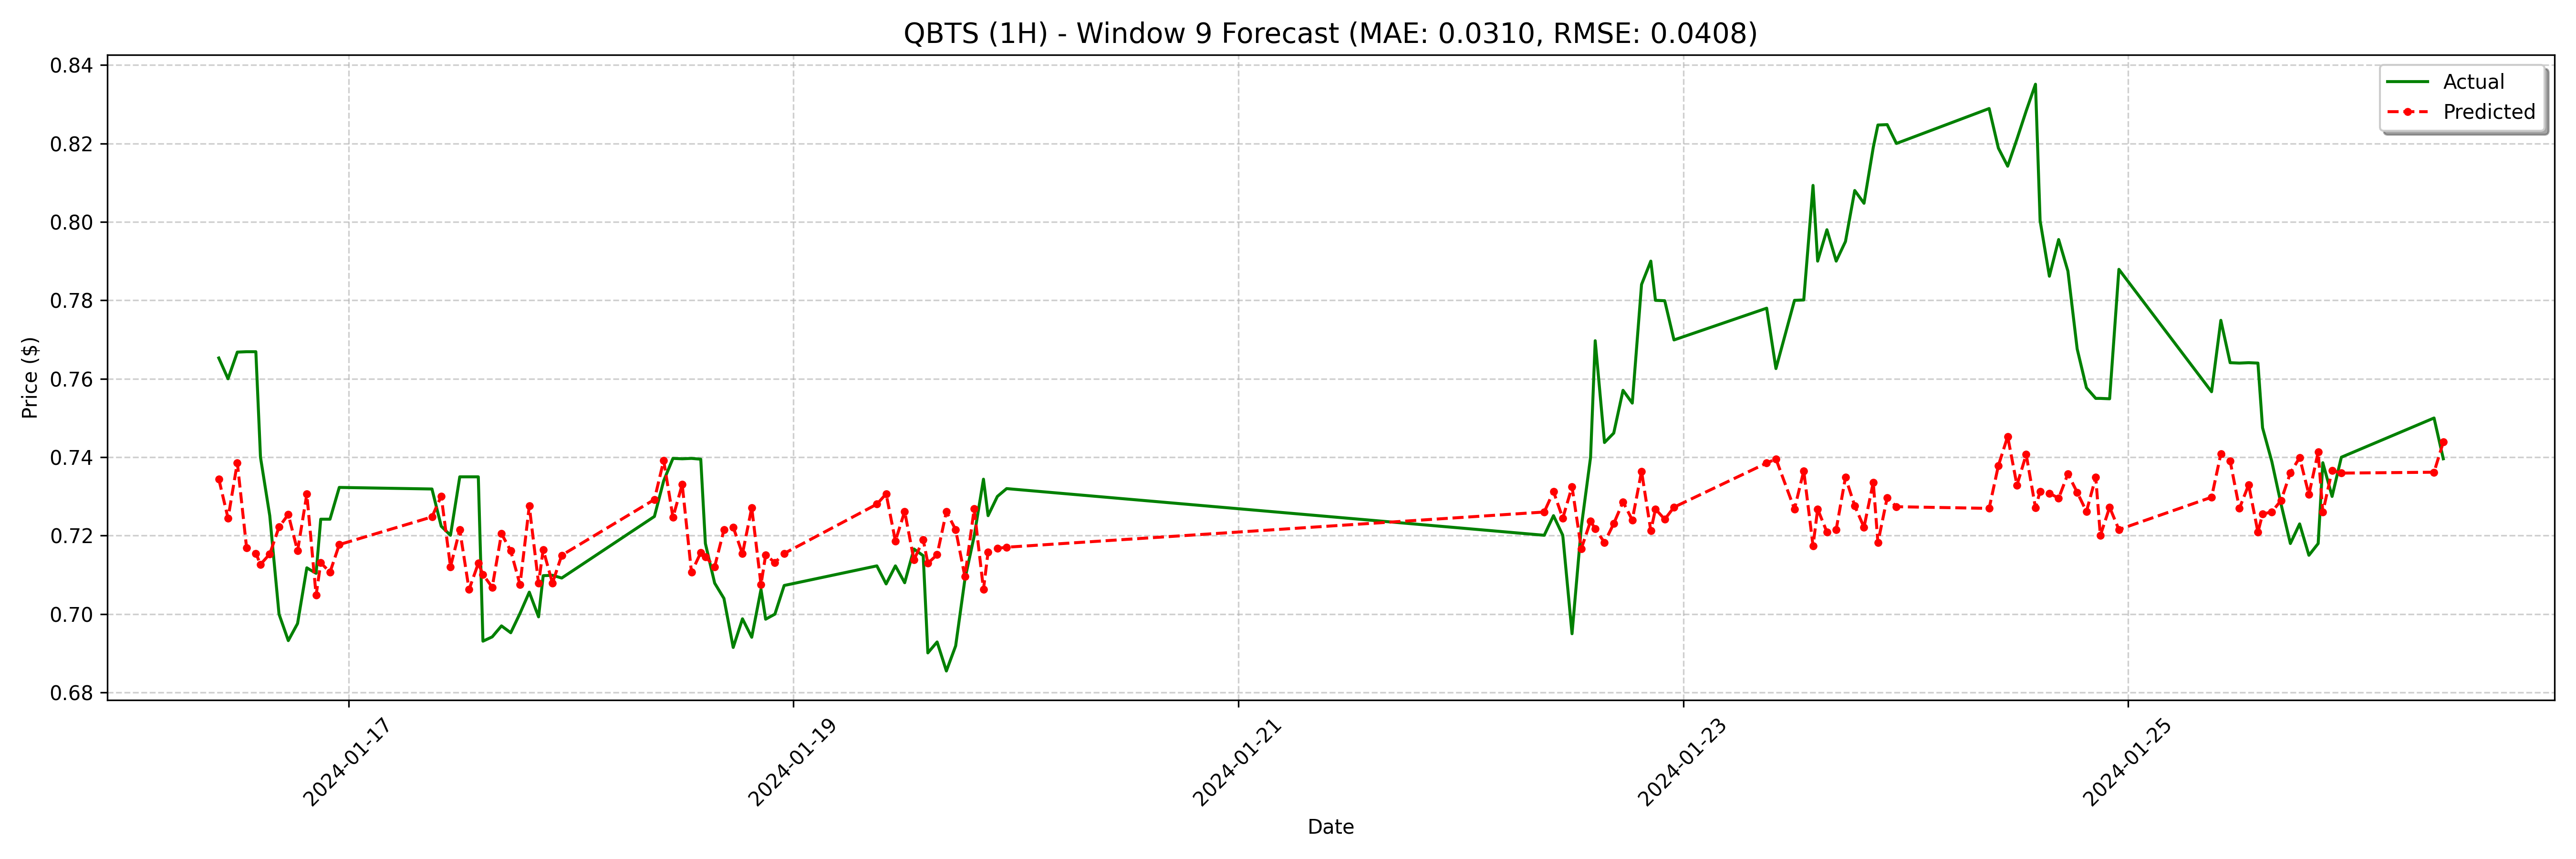 QBTS (1H) - Window 9 Forecast (MAE: 0.0310, RMSE: 0.0408)
Actual
Predicted
Price ($)
0.84
0.82
0.80
0.78
0.76
0.74
0.72
0.70
0.68
2024-01-17
2024-01-19
2024-01-21
2024-01-23
2024-01-25
Date